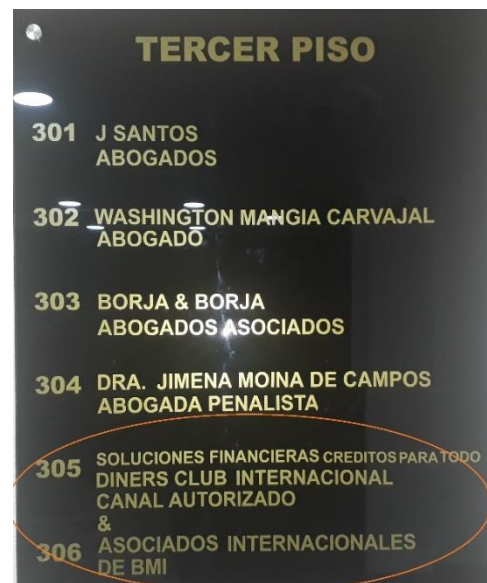 TERCER PISO
301 J SANTOS
ABOGADOS
302 WASHINGTON MANGIA CARVAJAL
ABOGADO
303 BORJA & BORJA
ABOGADOS ASOCIADOS
304 DRA. JIMENA MOINA DE CAMPOS
ABOGADA PENALISTA
305 SOLUCIONES FINANCIERAS CREDITOS PARA TODO
DINERS CLUB INTERNACIONAL
CANAL AUTORIZADO
&
306 ASOCIADOS INTERNACIONALES
DE BMI